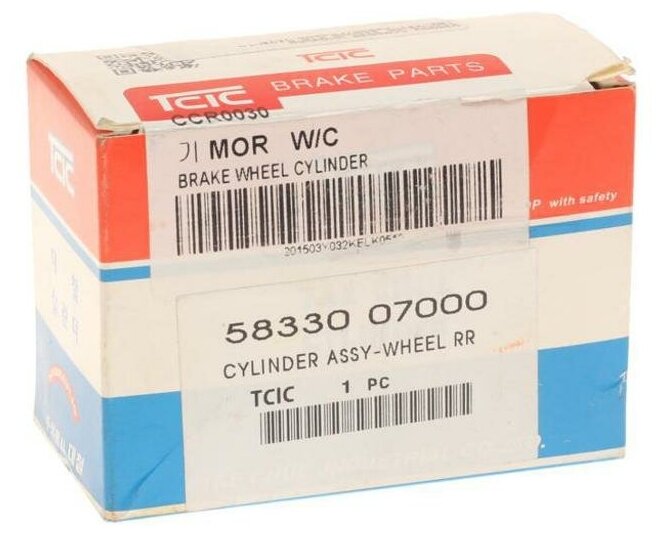 TCIC
TCIC BRAKE PARTS
CCR0030
기 MOR W/C
BRAKE WHEEL CYLINDER
with safety
58330 07000
CYLINDER ASSY-WHEEL RR
TCIC 1 PC
TCIC